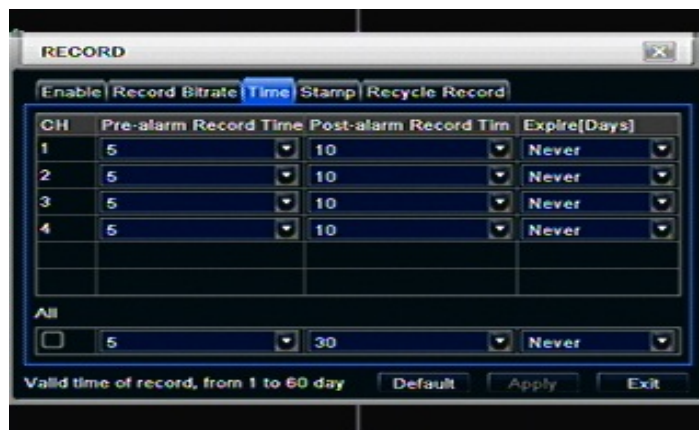 RECORD
Enable Record Bitrate Time Stamp Recycle Record
CH Pre-alarm Record Time Post-alarm Record Tim Expire[Days]
1 5 10 Never
2 5 10 Never
3 5 10 Never
4 5 10 Never
All
5 30 Never
Valid time of record, from 1 to 60 day Default Apply Exit